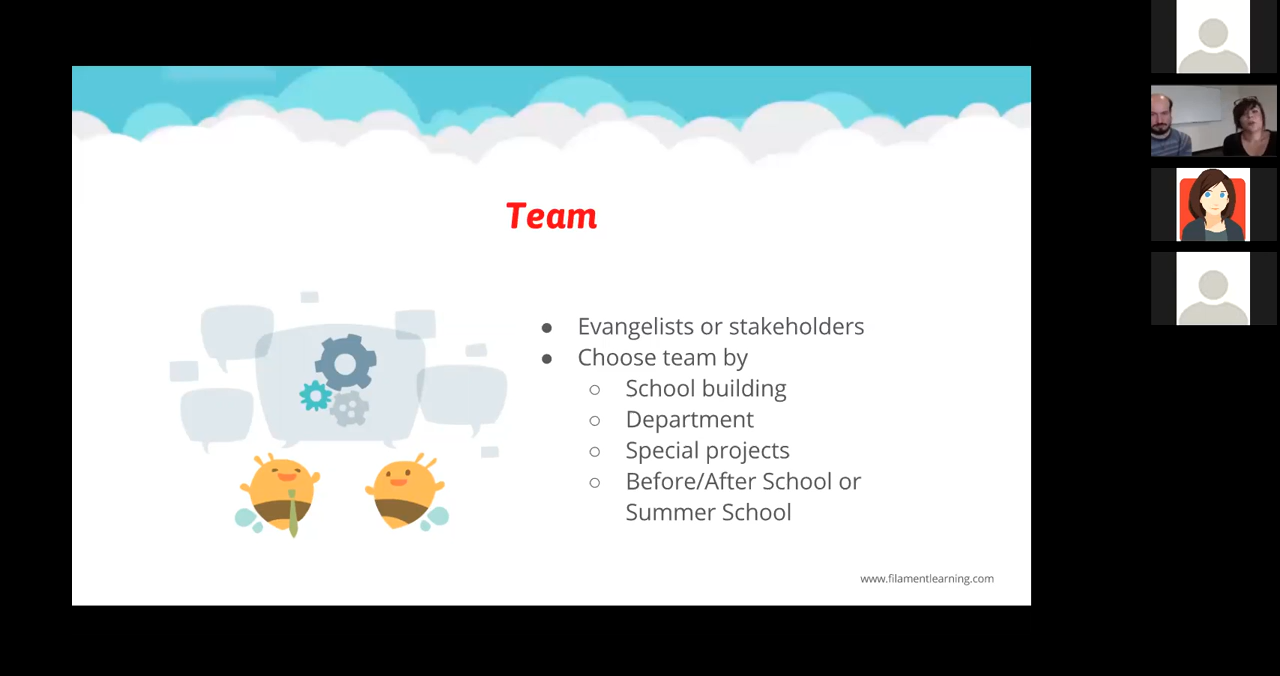 Team
● Evangelists or stakeholders
● Choose team by
○ School building
○ Department
○ Special projects
○ Before/After School or
Summer School
www.filamentlearning.com